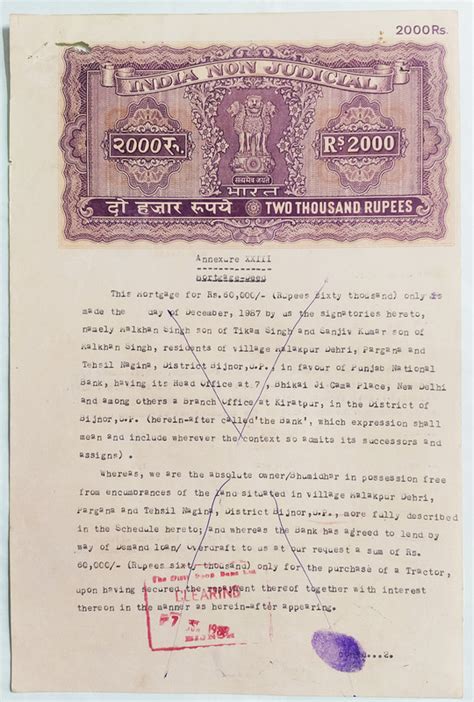 2000Rs.
INDIA NON JUDICIAL
2000रू. Rs 2000
सत्यमेव जयते
भारत
दो हजार रूपये TWO THOUSAND RUPEES
Annexure XXIII
Mortgage-Deed
This Mortgage for Rs.60,000/- (Rupees sixty thousand) only is
made the day of December, 1987 by us the signatories hereto,
namely Kalkhan Singh son of Tikam Singh and Sanjiv Kumar son of
Kalkhan Singh, residents of village Kalakpur Dehri, Pargana and
Tehsil Nagina, District Bijnor,U.P., in favour of Punjab National
Bank, having its Head Office at 7, Bhikai Ji Cama Place, New Delhi
and among others a Branch Office at Kiratpur, in the District of
Bijnor,U.P. (herein-after called'the Bank', which expression shall
mean and include wherever the context so admits its successors and
assigns).
Whereas, we are the absolute owner/Bhumidhar in possession free
from encumbrances of the land situated in village Kalakpur Dehri,
Pargana and Tehsil Nagina, District Bijnor,U.P., more fully described
in the Schedule hereto; and whereas the Bank has agreed to lend by
way of Demand loan/ Overdraft to us at our request a sum of Rs.
60,000/- (Rupees sixty thousand) only for the purchase of a Tractor,
upon having secured the repayment thereof together with interest
thereon in the manner as herein-after appearing.
CLEARING